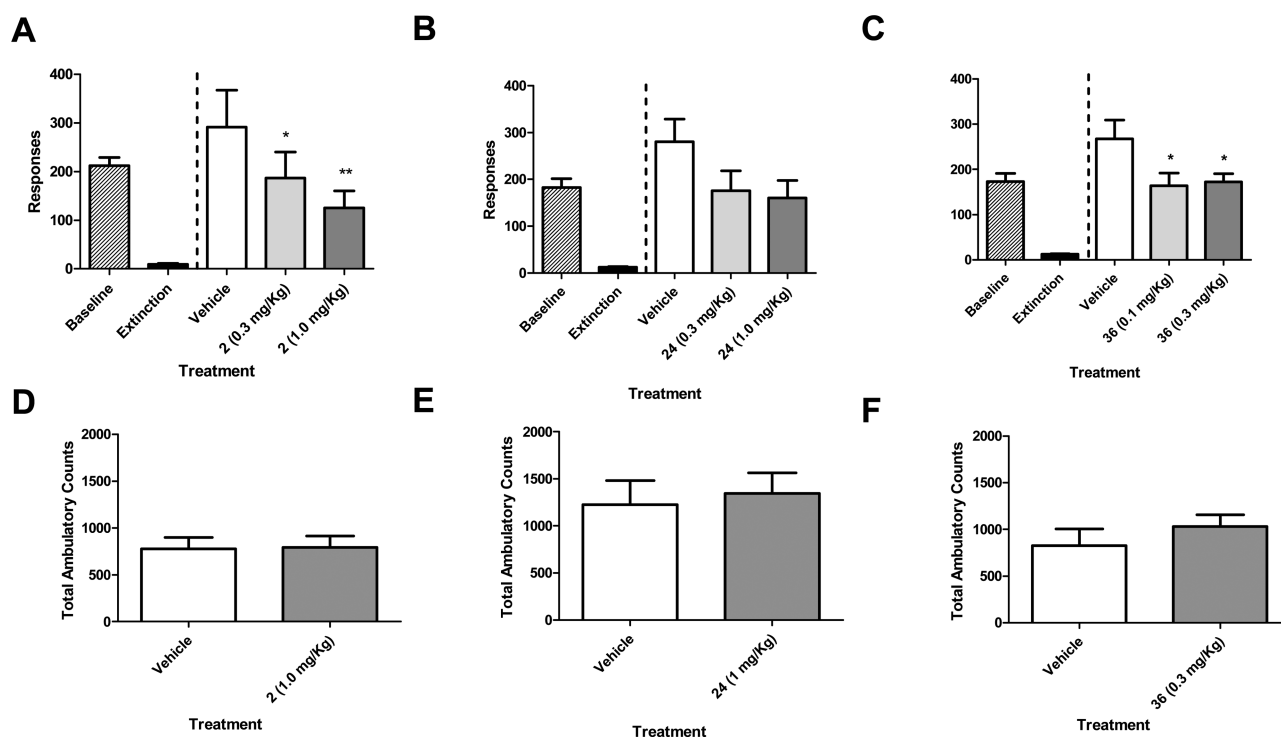 A
Responses
400
300
200
100
0
*
**
Baseline
Extinction
Vehicle
2 (0.3 mg/Kg)
2 (1.0 mg/Kg)
Treatment
B
Responses
400
300
200
100
0
Baseline
Extinction
Vehicle
24 (0.3 mg/Kg)
24 (1.0 mg/Kg)
Treatment
C
400
300
200
100
0
*
*
Baseline
Extinction
Vehicle
36 (0.1 mg/Kg)
36 (0.3 mg/Kg)
Treatment
D
Total Ambulatory Counts
2000
1500
1000
500
0
Vehicle
2 (1.0 mg/Kg)
Treatment
E
Total Ambulatory Counts
2000
1500
1000
500
0
Vehicle
24 (1 mg/Kg)
Treatment
F
Total Ambulatory Counts
2000
1500
1000
500
0
Vehicle
36 (0.3 mg/Kg)
Treatment